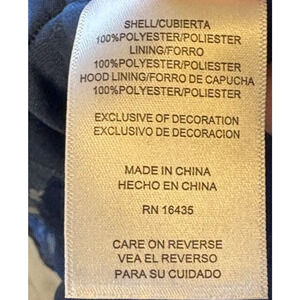 SHELL/CUBIERTA
100%POLYESTER/POLIESTER
LINING/FORRO
100%POLYESTER/POLIESTER
HOOD LINING/FORRO DE CAPUCHA
100%POLYESTER/POLIESTER
EXCLUSIVE OF DECORATION
EXCLUSIVO DE DECORACION
MADE IN CHINA
HECHO EN CHINA
RN 16435
CARE ON REVERSE
VEA EL REVERSO
PARA SU CUIDADO